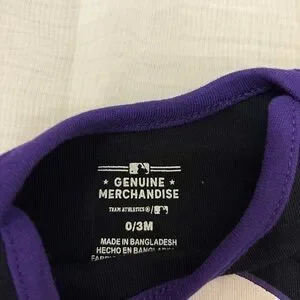 GENUINE
MERCHANDISE
TEAM ATHLETICS ® /
0/3M
MADE IN BANGLADESH
HECHO EN BANGLADESH